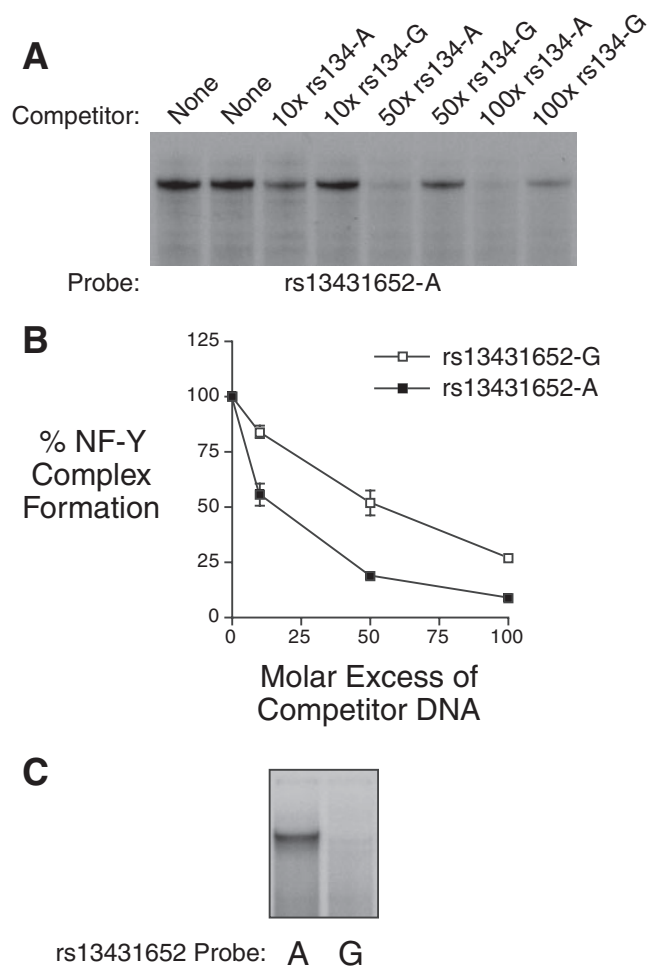 A
Competitor: None None 10x rs134-A 10x rs134-G 50x rs134-A 50x rs134-G 100x rs134-A 100x rs134-G
Probe: rs13431652-A
B
% NF-Y
Complex
Formation
125
100
75
50
25
0
rs13431652-G
rs13431652-A
0 25 50 75 100
Molar Excess of
Competitor DNA
C
rs13431652 Probe: A G